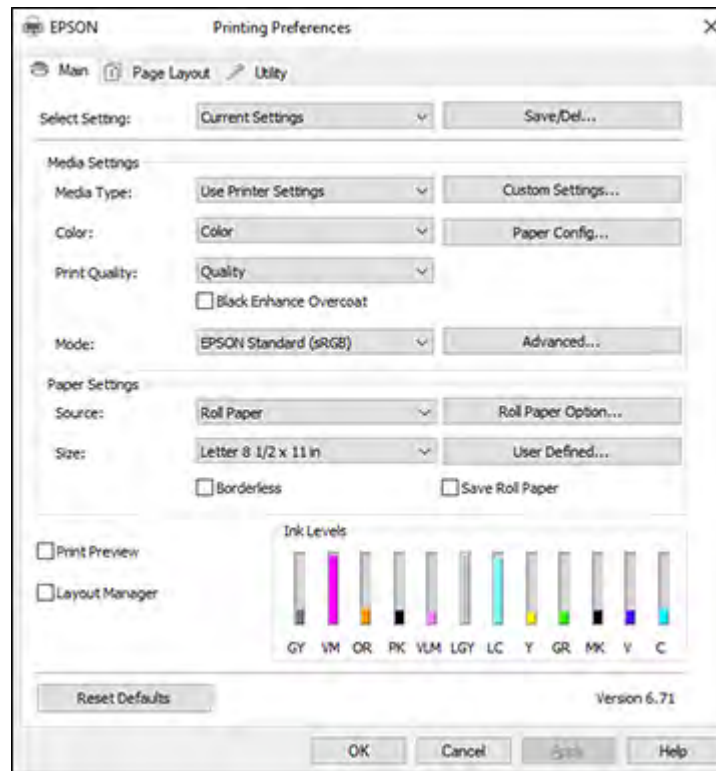 EPSON Printing Preferences
Main Page Layout Utility
Select Setting: Current Settings Save/Del...
Media Settings
Media Type: Use Printer Settings Custom Settings...
Color: Color Paper Config...
Print Quality: Quality
Black Enhance Overcoat
Mode: EPSON Standard (sRGB) Advanced...
Paper Settings
Source: Roll Paper Roll Paper Option...
Size: Letter 8 1/2 x 11 in User Defined...
Borderless Save Roll Paper
Ink Levels
Print Preview
Layout Manager
GY VM OR PK VLM LGY LC Y GR MK V C
Reset Defaults Version 6.71
OK Cancel Apply Help